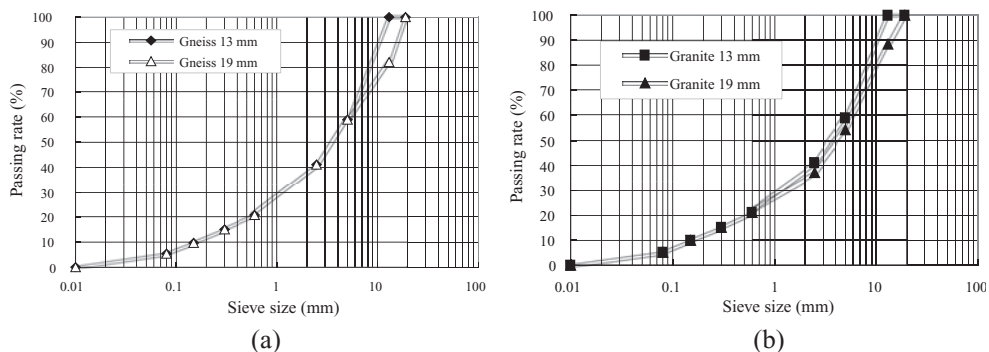 100
90
80
70
60
50
40
30
20
10
0
Passing rate (%)
Gneiss 13 mm
Gneiss 19 mm
0.01 0.1 1 10 100
Sieve size (mm)
(a)
100
90
80
70
60
50
40
30
20
10
0
Passing rate (%)
Granite 13 mm
Granite 19 mm
0.01 0.1 1 10 100
Sieve size (mm)
(b)